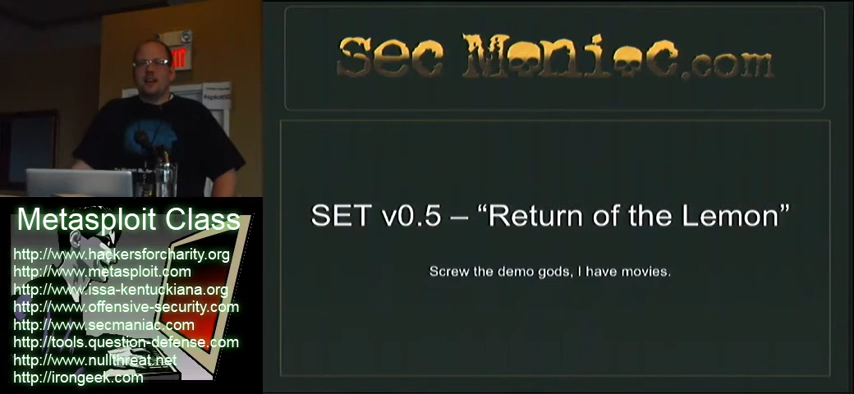 EXIT
Sec Maniac.com
SET v0.5 – “Return of the Lemon”
Screw the demo gods, I have movies.
Metasploit Class
http://www.hackersforcharity.org
http://www.metasploit.com
http://www.issa-kentuckiana.org
http://www.offensive-security.com
http://www.secmaniac.com
http://tools.question-defense.com
http://www.nullthreat.net
http://irongeek.com